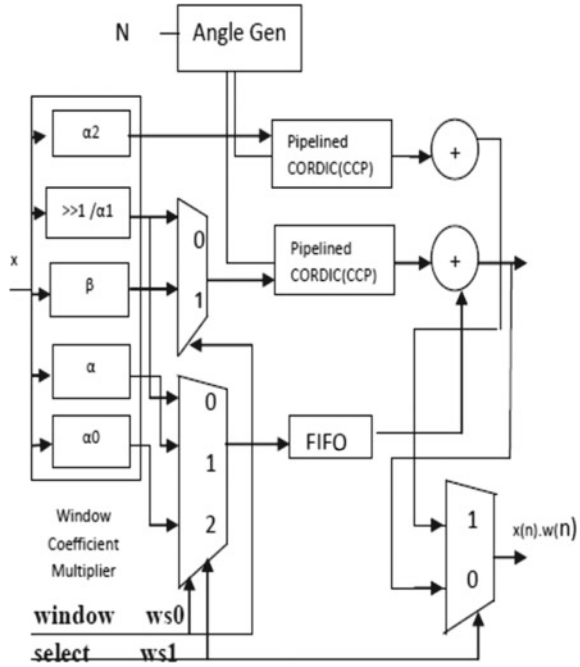 N
Angle Gen
α2
Pipelined
CORDIC(CCP)
+
>>1 /α1
0
1
Pipelined
CORDIC(CCP)
+
x
β
α
0
1
2
FIFO
α0
Window
Coefficient
Multiplier
1
0
x(n).w(n)
window ws0
select ws1